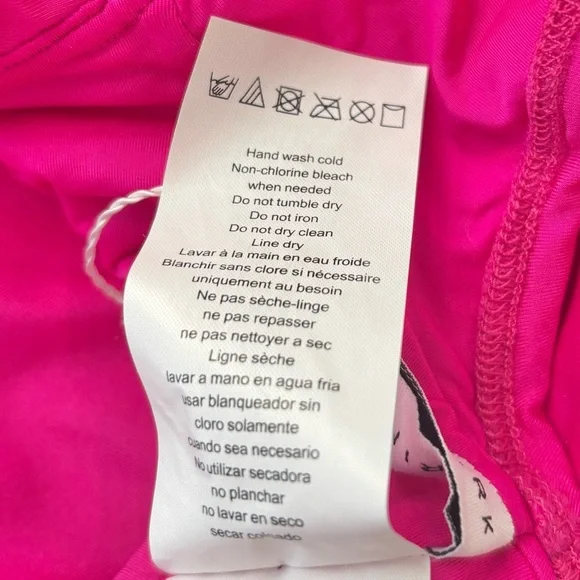 Hand wash cold
Non-chlorine bleach
when needed
Do not tumble dry
Do not iron
Do not dry clean
Line dry
Lavar à la main en eau froide
Blanchir sans clore si nécessaire
uniquement au besoin
Ne pas sèche-linge
ne pas repasser
ne pas nettoyer a sec
Ligne sèche
lavar a mano en agua fria
usar blanqueador sin
cloro solamente
cuando sea necesario
No utilizar secadora
no planchar
no lavar en seco
secar
R K